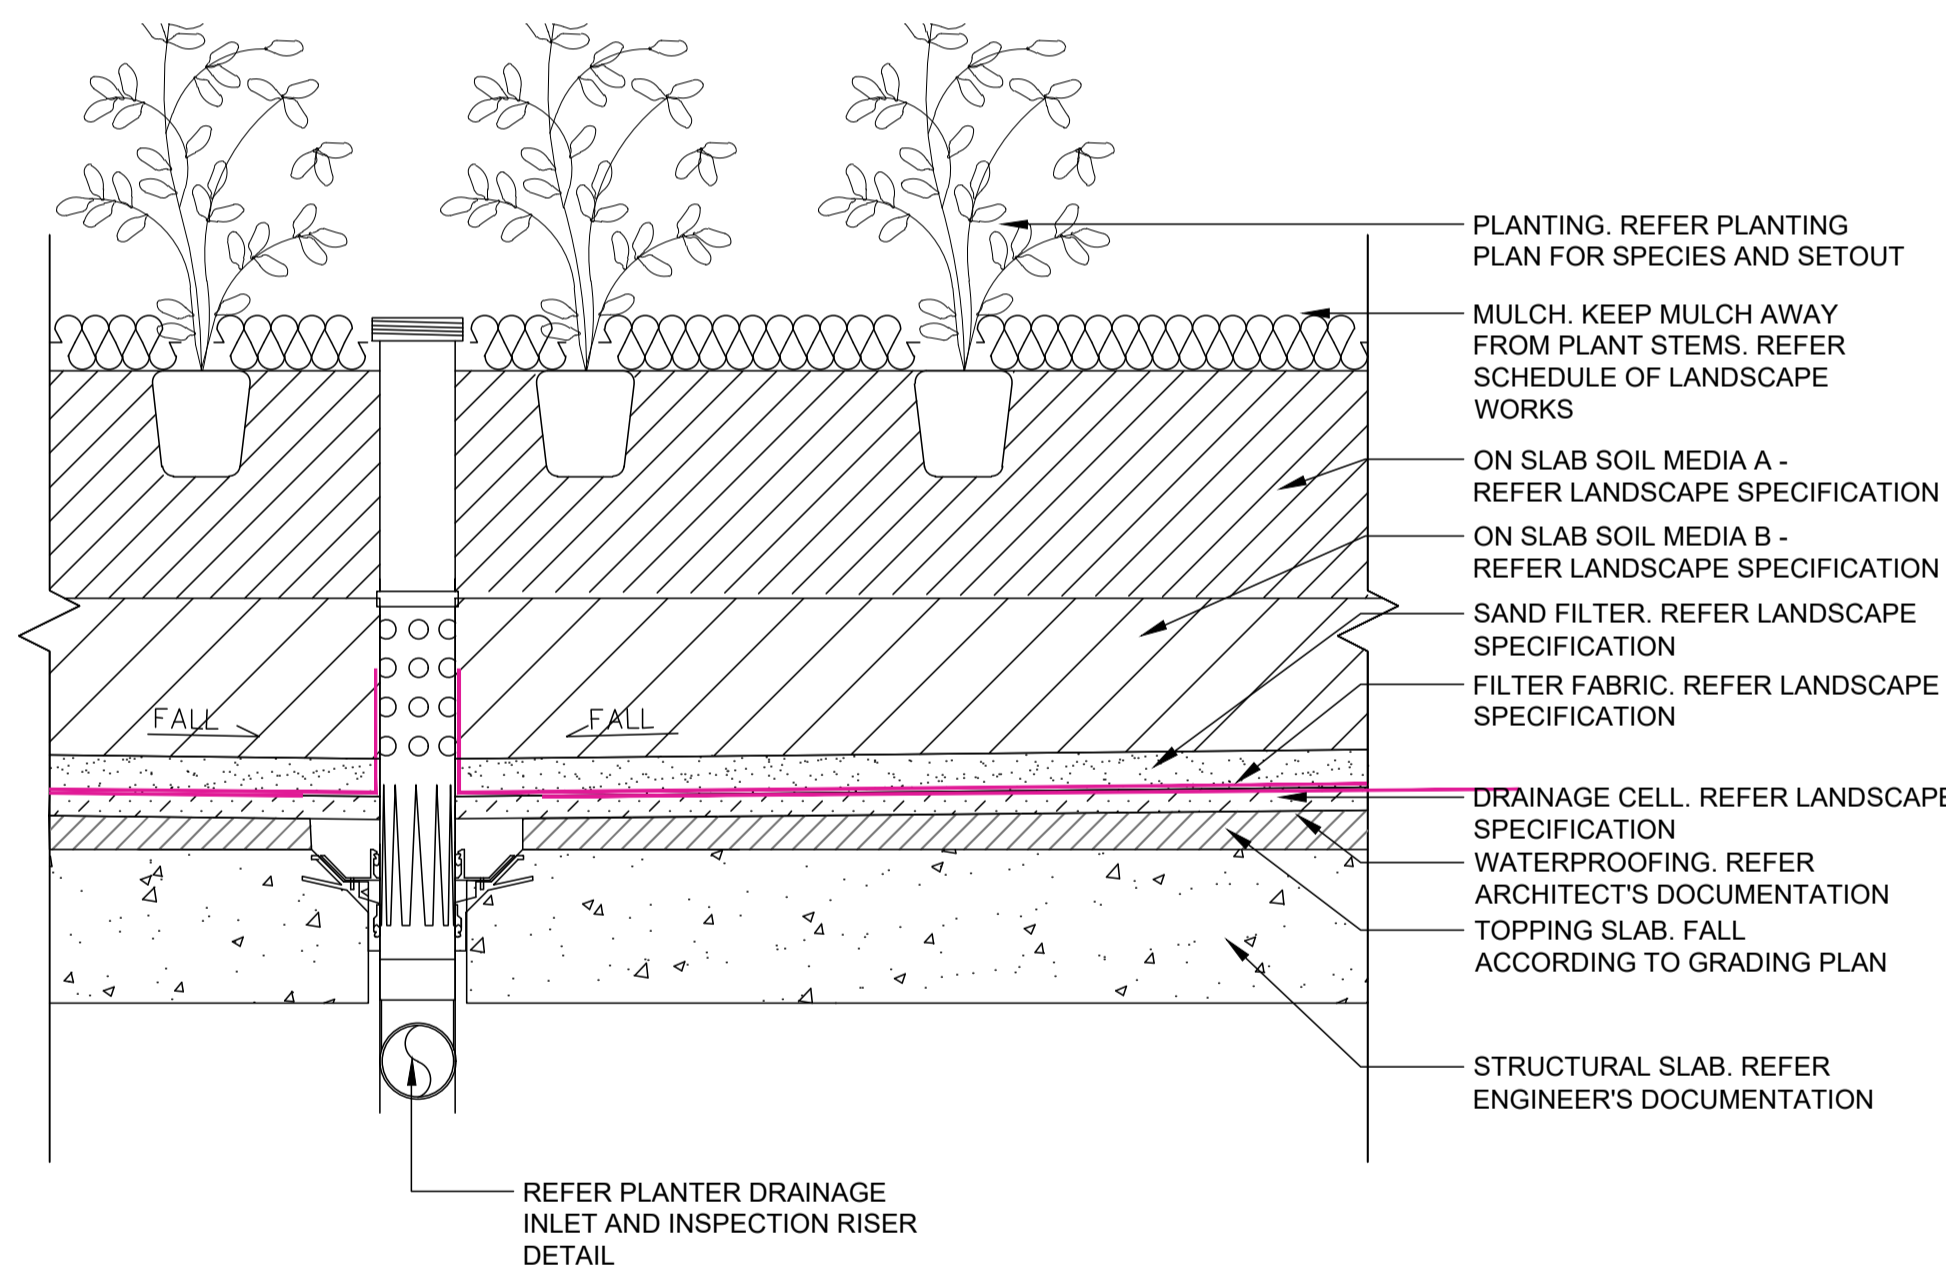 PLANTING. REFER PLANTING
PLAN FOR SPECIES AND SETOUT
MULCH. KEEP MULCH AWAY
FROM PLANT STEMS. REFER
SCHEDULE OF LANDSCAPE
WORKS
ON SLAB SOIL MEDIA A -
REFER LANDSCAPE SPECIFICATION
ON SLAB SOIL MEDIA B -
REFER LANDSCAPE SPECIFICATION
SAND FILTER. REFER LANDSCAPE
SPECIFICATION
FILTER FABRIC. REFER LANDSCAPE
SPECIFICATION
FALL
FALL
DRAINAGE CELL. REFER LANDSCAPE
SPECIFICATION
WATERPROOFING. REFER
ARCHITECT'S DOCUMENTATION
TOPPING SLAB. FALL
ACCORDING TO GRADING PLAN
STRUCTURAL SLAB. REFER
ENGINEER'S DOCUMENTATION
REFER PLANTER DRAINAGE
INLET AND INSPECTION RISER
DETAIL